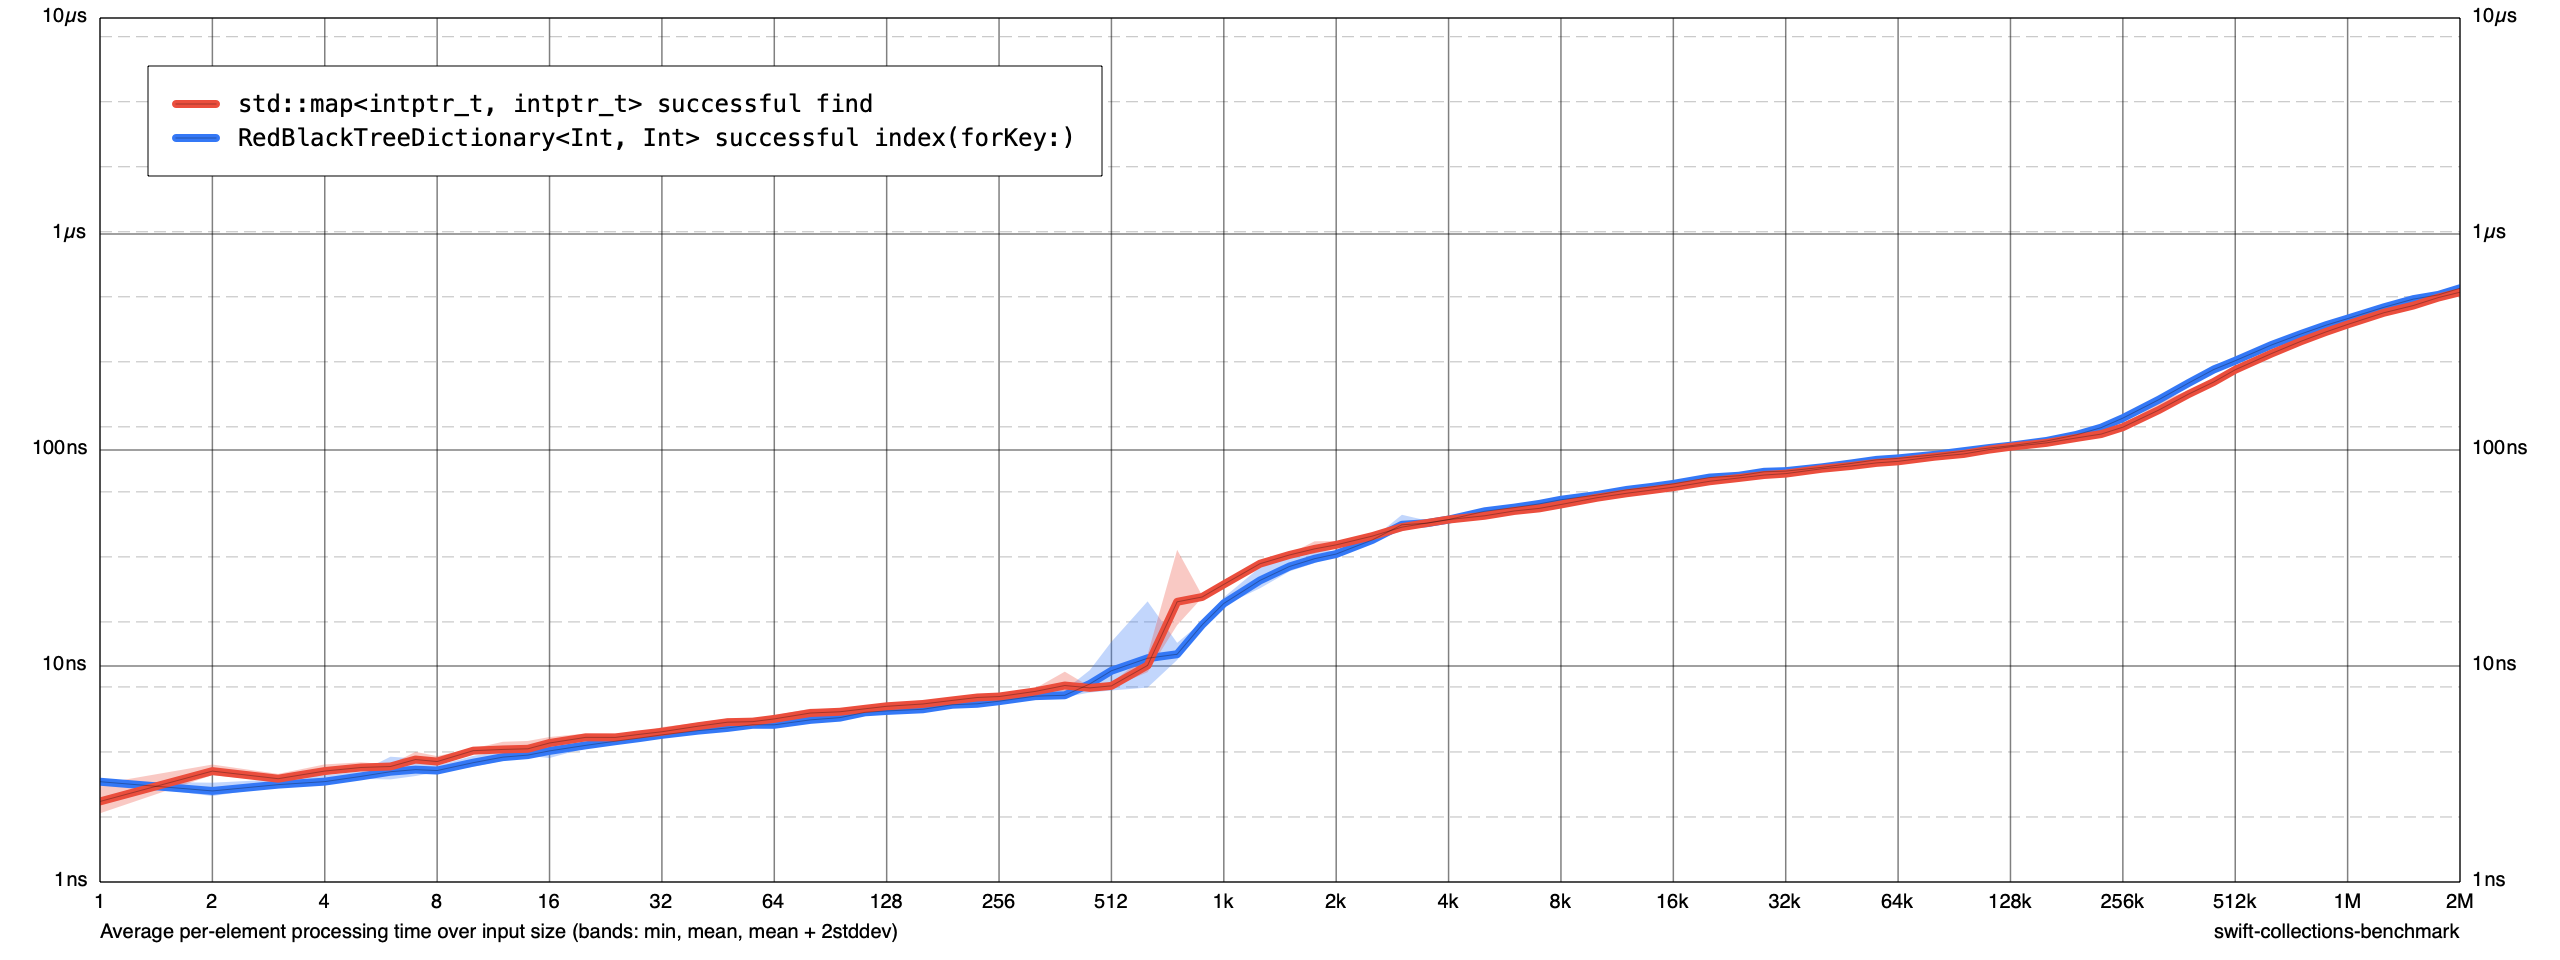 10µs
10µs
std::map<intptr_t, intptr_t> successful find
RedBlackTreeDictionary<Int, Int> successful index(forKey:)
1µs
1µs
100ns
100ns
10ns
10ns
1ns
1ns
1 2 4 8 16 32 64 128 256 512 1k 2k 4k 8k 16k 32k 64k 128k 256k 512k 1M 2M
Average per-element processing time over input size (bands: min, mean, mean + 2stddev)
swift-collections-benchmark